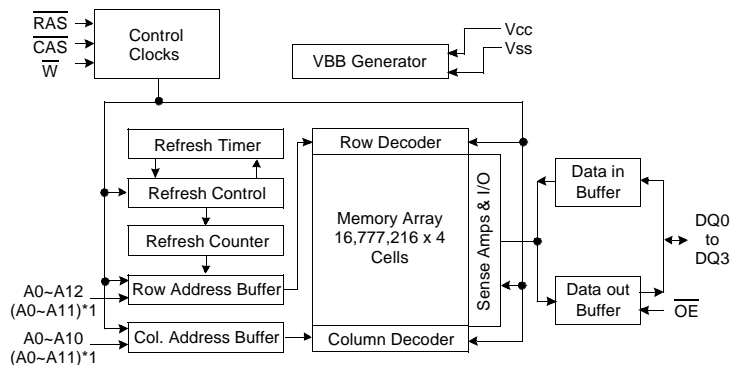 RAS
CAS
W
Control
Clocks
VBB Generator
Vcc
Vss
Refresh Timer
Refresh Control
Refresh Counter
Row Address Buffer
Col. Address Buffer
A0~A12
(A0~A11)*1
A0~A10
(A0~A11)*1
Row Decoder
Memory Array
16,777,216 x 4
Cells
Column Decoder
Sense Amps & I/O
Data in
Buffer
Data out
Buffer
DQ0
to
DQ3
OE